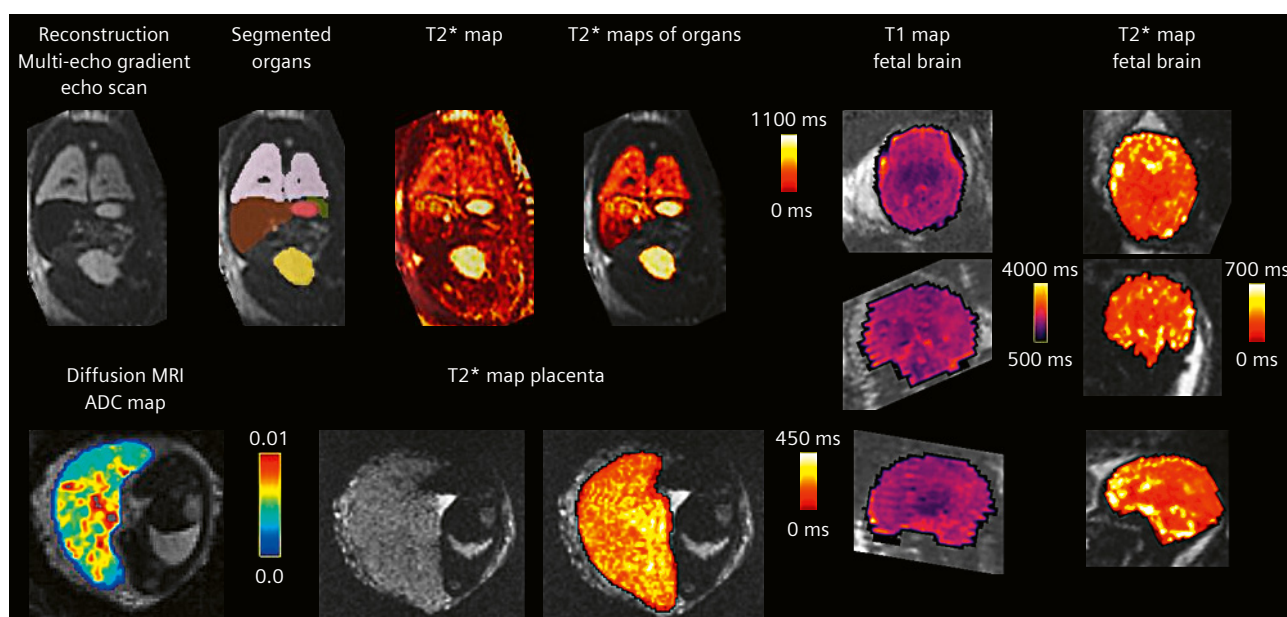 Reconstruction
Multi-echo gradient
echo scan
Segmented
organs
T2* map
T2* maps of organs
T1 map
fetal brain
T2* map
fetal brain
1100 ms
0 ms
4000 ms
500 ms
700 ms
0 ms
Diffusion MRI
ADC map
T2* map placenta
0.01
0.0
450 ms
0 ms